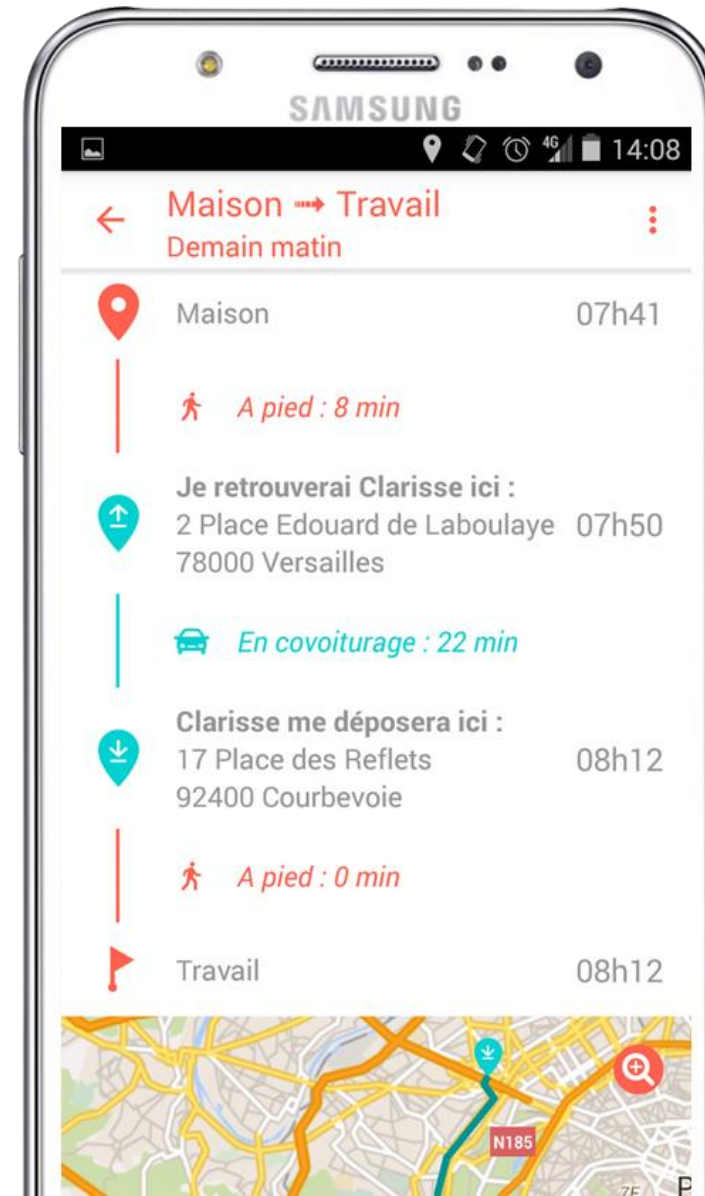 SAMSUNG
4G 14:08
Maison Travail
Demain matin
Maison 07h41
A pied : 8 min
Je retrouverai Clarisse ici :
2 Place Edouard de Laboulaye 07h50
78000 Versailles
En covoiturage : 22 min
Clarisse me déposera ici :
17 Place des Reflets 08h12
92400 Courbevoie
A pied : 0 min
Travail 08h12
N185
7E
P